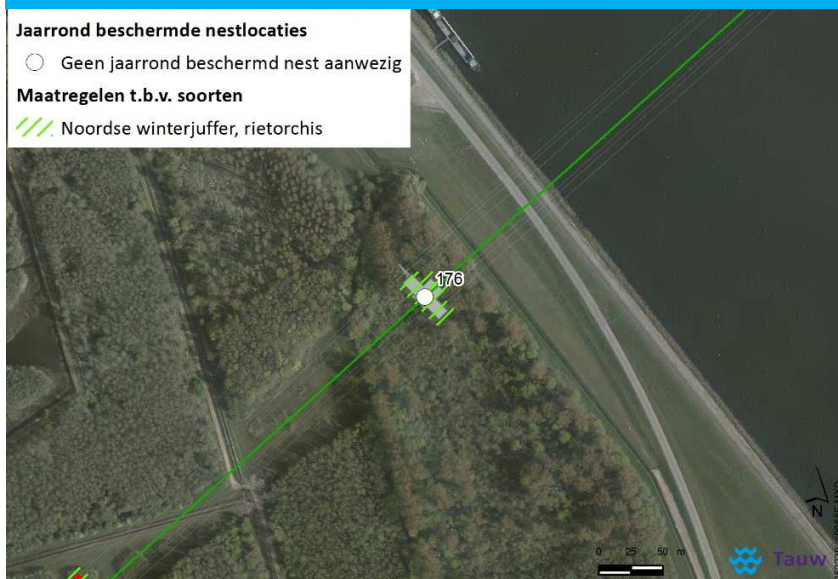 Jaarrond beschermde nestlocaties
Geen jaarrond beschermd nest aanwezig
Maatregelen t.b.v. soorten
Noordse winterjuffer, rietorchis
176
N
0 25 50 m
Tauw